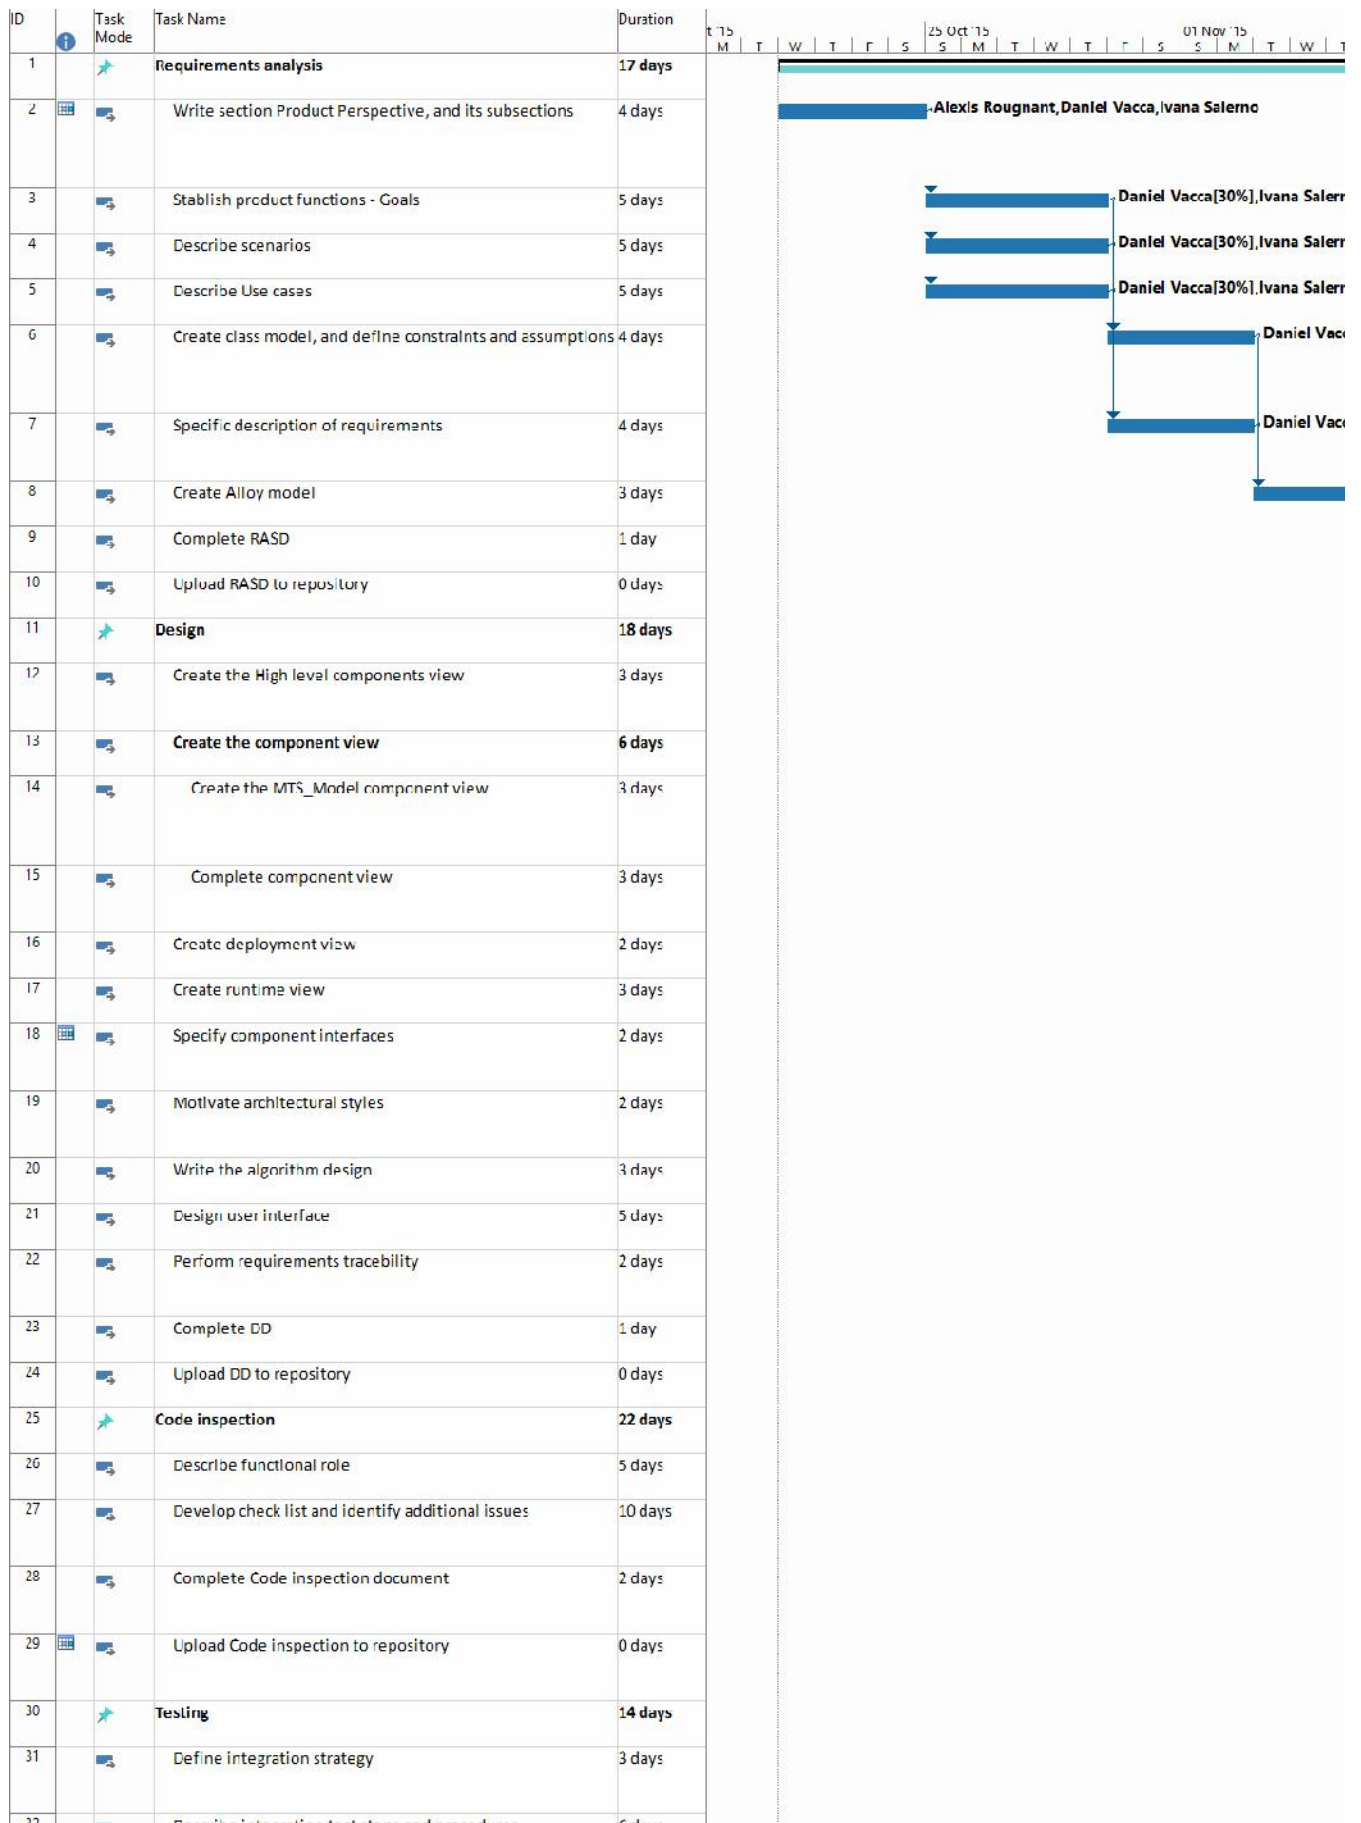 ID Task Mode Task Name Duration
t '15 25 Oct '15 01 Nov '15
M T W T F S S M T W T F S S M T W T
1 Requirements analysis 17 days
2 Write section Product Perspective, and its subsections 4 days Alexis Rougnant,Daniel Vacca,Ivana Salerno
3 Stablish product functions - Goals 5 days Daniel Vacca[30%],Ivana Salern
4 Describe scenarios 5 days Daniel Vacca[30%],Ivana Salern
5 Describe Use cases 5 days Daniel Vacca[30%],Ivana Salern
6 Create class model, and define constraints and assumptions 4 days Daniel Vacc
7 Specific description of requirements 4 days Daniel Vacc
8 Create Alloy model 3 days
9 Complete RASD 1 day
10 Upload RASD to repository 0 days
11 Design 18 days
12 Create the High level components view 3 days
13 Create the component view 6 days
14 Create the MTS_Model component view 3 days
15 Complete component view 3 days
16 Create deployment view 2 days
17 Create runtime view 3 days
18 Specify component interfaces 2 days
19 Motivate architectural styles 2 days
20 Write the algorithm design 3 days
21 Design user interface 5 days
22 Perform requirements tracebility 2 days
23 Complete DD 1 day
24 Upload DD to repository 0 days
25 Code inspection 22 days
26 Describe functional role 5 days
27 Develop check list and identify additional issues 10 days
28 Complete Code inspection document 2 days
29 Upload Code inspection to repository 0 days
30 Testing 14 days
31 Define integration strategy 3 days